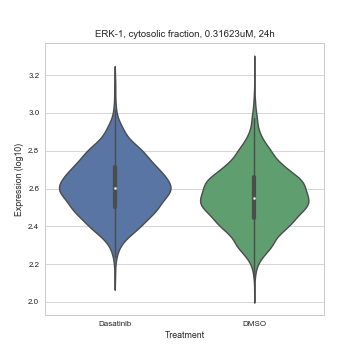 ERK-1, cytosolic fraction, 0.31623uM, 24h
Expression (log10)
3.2
3.0
2.8
2.6
2.4
2.2
2.0
Dasatinib DMSO
Treatment